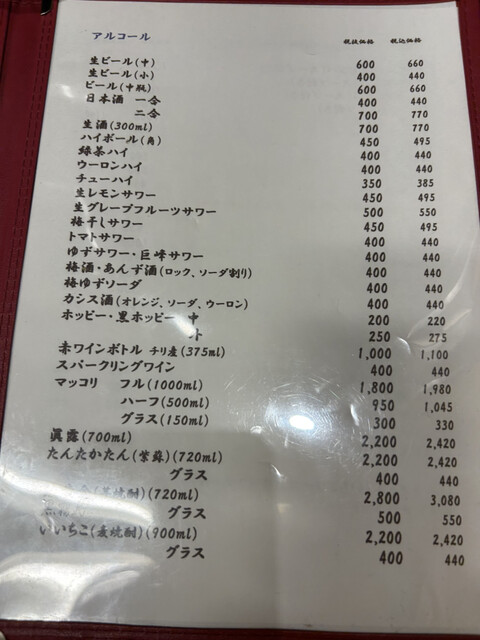 アルコール 税抜価格 税込価格
生ビール(中) 600 660
生ビール(小) 400 440
ビール(中瓶) 600 660
日本酒 一合 400 440
二合 700 770
生酒(300ml) 700 770
ハイボール(角) 450 495
緑茶ハイ 400 440
ウーロンハイ 400 440
チューハイ 350 385
生レモンサワー 450 495
生グレープフルーツサワー 500 550
梅干しサワー 450 495
トマトサワー 400 440
ゆずサワー・巨峰サワー 400 440
梅酒・あんず酒(ロック、ソーダ割り) 400 440
梅ゆずソーダ 400 440
カシス酒(オレンジ、ソーダ、ウーロン) 400 440
ホッピー・黒ホッピー 中 200 220
外 250 275
赤ワインボトル チリ産(375ml) 1,000 1,100
スパークリングワイン 400 440
マッコリ フル(1000ml) 1,800 1,980
ハーフ(500ml) 950 1,045
グラス(150ml) 300 330
眞露(700ml) 2,200 2,420
たんたかたん(紫蘇)(720ml) 2,200 2,420
グラス 400 440
(720ml) 2,800 3,080
グラス 500 550
いいちこ(麦焼酎)(900ml) 2,200 2,420
グラス 400 440